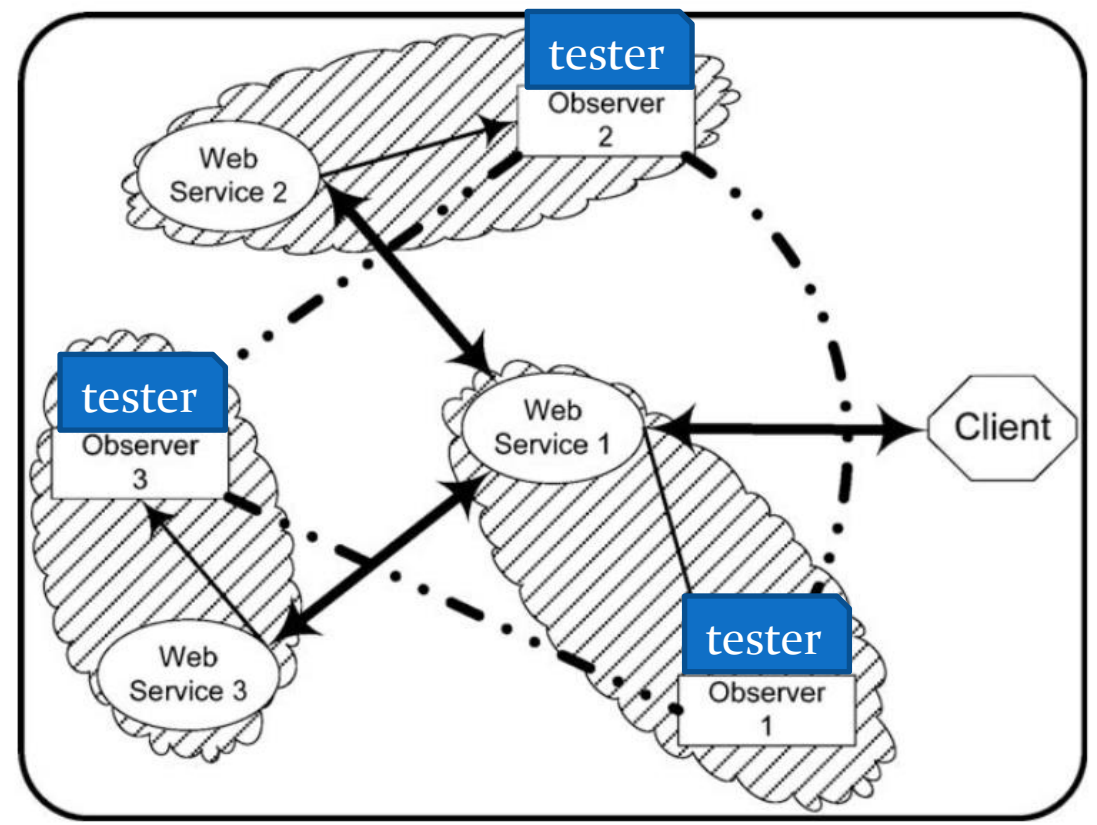 tester
Observer
2
Web
Service 2
tester
Observer
3
Web
Service 1
Client
Web
Service 3
tester
Observer
1